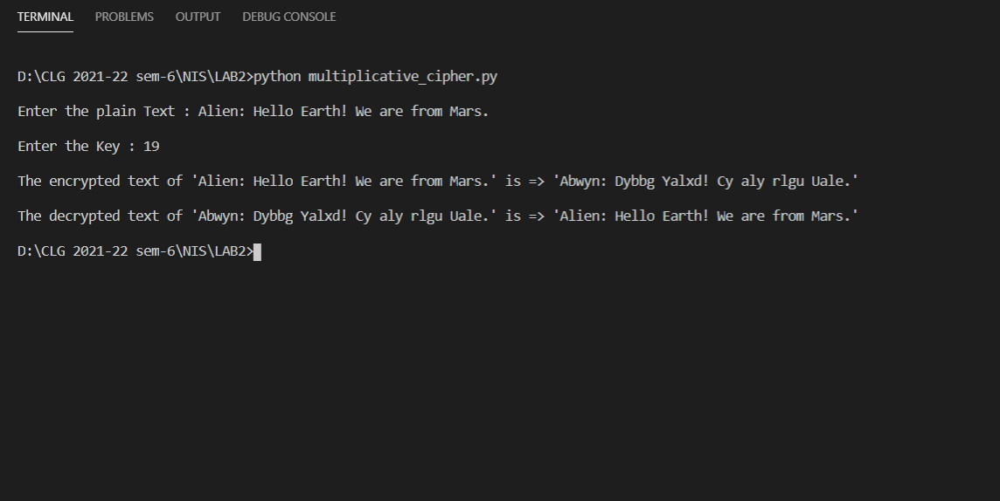 TERMINAL PROBLEMS OUTPUT DEBUG CONSOLE
D:\CLG 2021-22 sem-6\NIS\LAB2>python multiplicative_cipher.py
Enter the plain Text : Alien: Hello Earth! We are from Mars.
Enter the Key : 19
The encrypted text of 'Alien: Hello Earth! We are from Mars.' is => 'Abwyn: Dybbg Yalxd! Cy aly rlgu Uale.'
The decrypted text of 'Abwyn: Dybbg Yalxd! Cy aly rlgu Uale.' is => 'Alien: Hello Earth! We are from Mars.'
D:\CLG 2021-22 sem-6\NIS\LAB2>